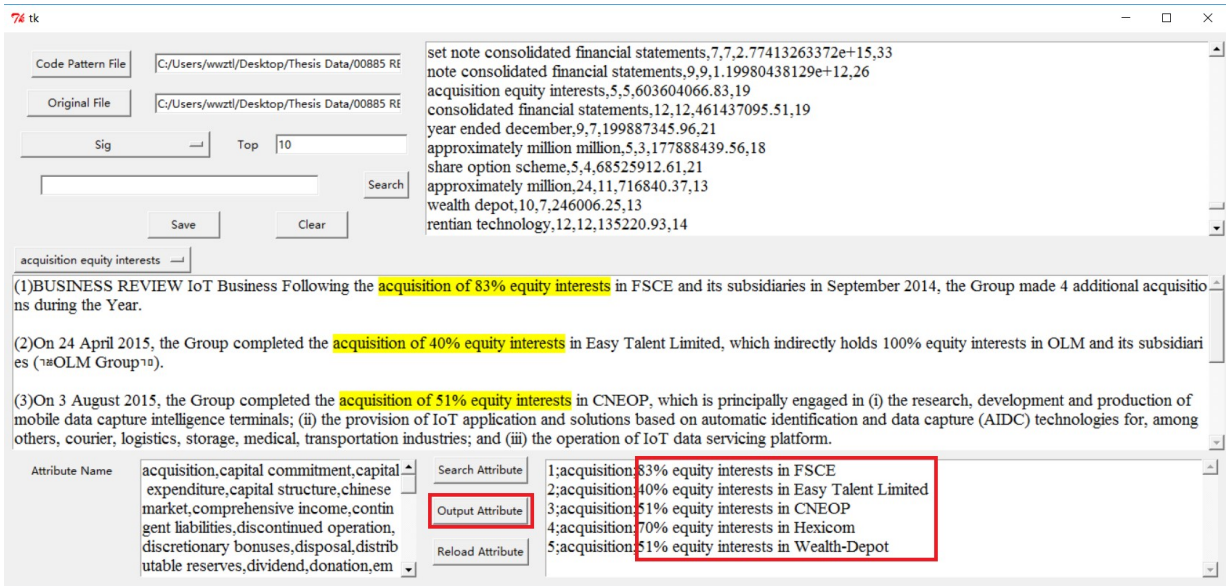 tk
Code Pattern File
C:/Users/wwztl/Desktop/Thesis Data/00885 RE
Original File
C:/Users/wwztl/Desktop/Thesis Data/00885 RE
Sig
Top
10
Search
Save
Clear
set note consolidated financial statements,7,7,2.77413263372e+15,33
note consolidated financial statements,9,9,1.19980438129e+12,26
acquisition equity interests,5,5,603604066.83,19
consolidated financial statements,12,12,461437095.51,19
year ended december,9,7,199887345.96,21
approximately million million,5,3,177888439.56,18
share option scheme,5,4,68525912.61,21
approximately million,24,11,716840.37,13
wealth depot,10,7,246006.25,13
rentian technology,12,12,135220.93,14
acquisition equity interests
(1)BUSINESS REVIEW IoT Business Following the acquisition of 83% equity interests in FSCE and its subsidiaries in September 2014, the Group made 4 additional acquisitio
ns during the Year.
(2)On 24 April 2015, the Group completed the acquisition of 40% equity interests in Easy Talent Limited, which indirectly holds 100% equity interests in OLM and its subsidiari
es (OLM Group).
(3)On 3 August 2015, the Group completed the acquisition of 51% equity interests in CNEOP, which is principally engaged in (i) the research, development and production of
mobile data capture intelligence terminals; (ii) the provision of IoT application and solutions based on automatic identification and data capture (AIDC) technologies for, among
others, courier, logistics, storage, medical, transportation industries; and (iii) the operation of IoT data servicing platform.
Attribute Name
acquisition,capital commitment,capital
expenditure,capital structure,chinese
market,comprehensive income,contin
gent liabilities,discontinued operation,
discretionary bonuses,disposal,distrib
utable reserves,dividend,donation,em
Search Attribute
Output Attribute
Reload Attribute
1;acquisition;83% equity interests in FSCE
2;acquisition;40% equity interests in Easy Talent Limited
3;acquisition;51% equity interests in CNEOP
4;acquisition;70% equity interests in Hexicom
5;acquisition;51% equity interests in Wealth-Depot